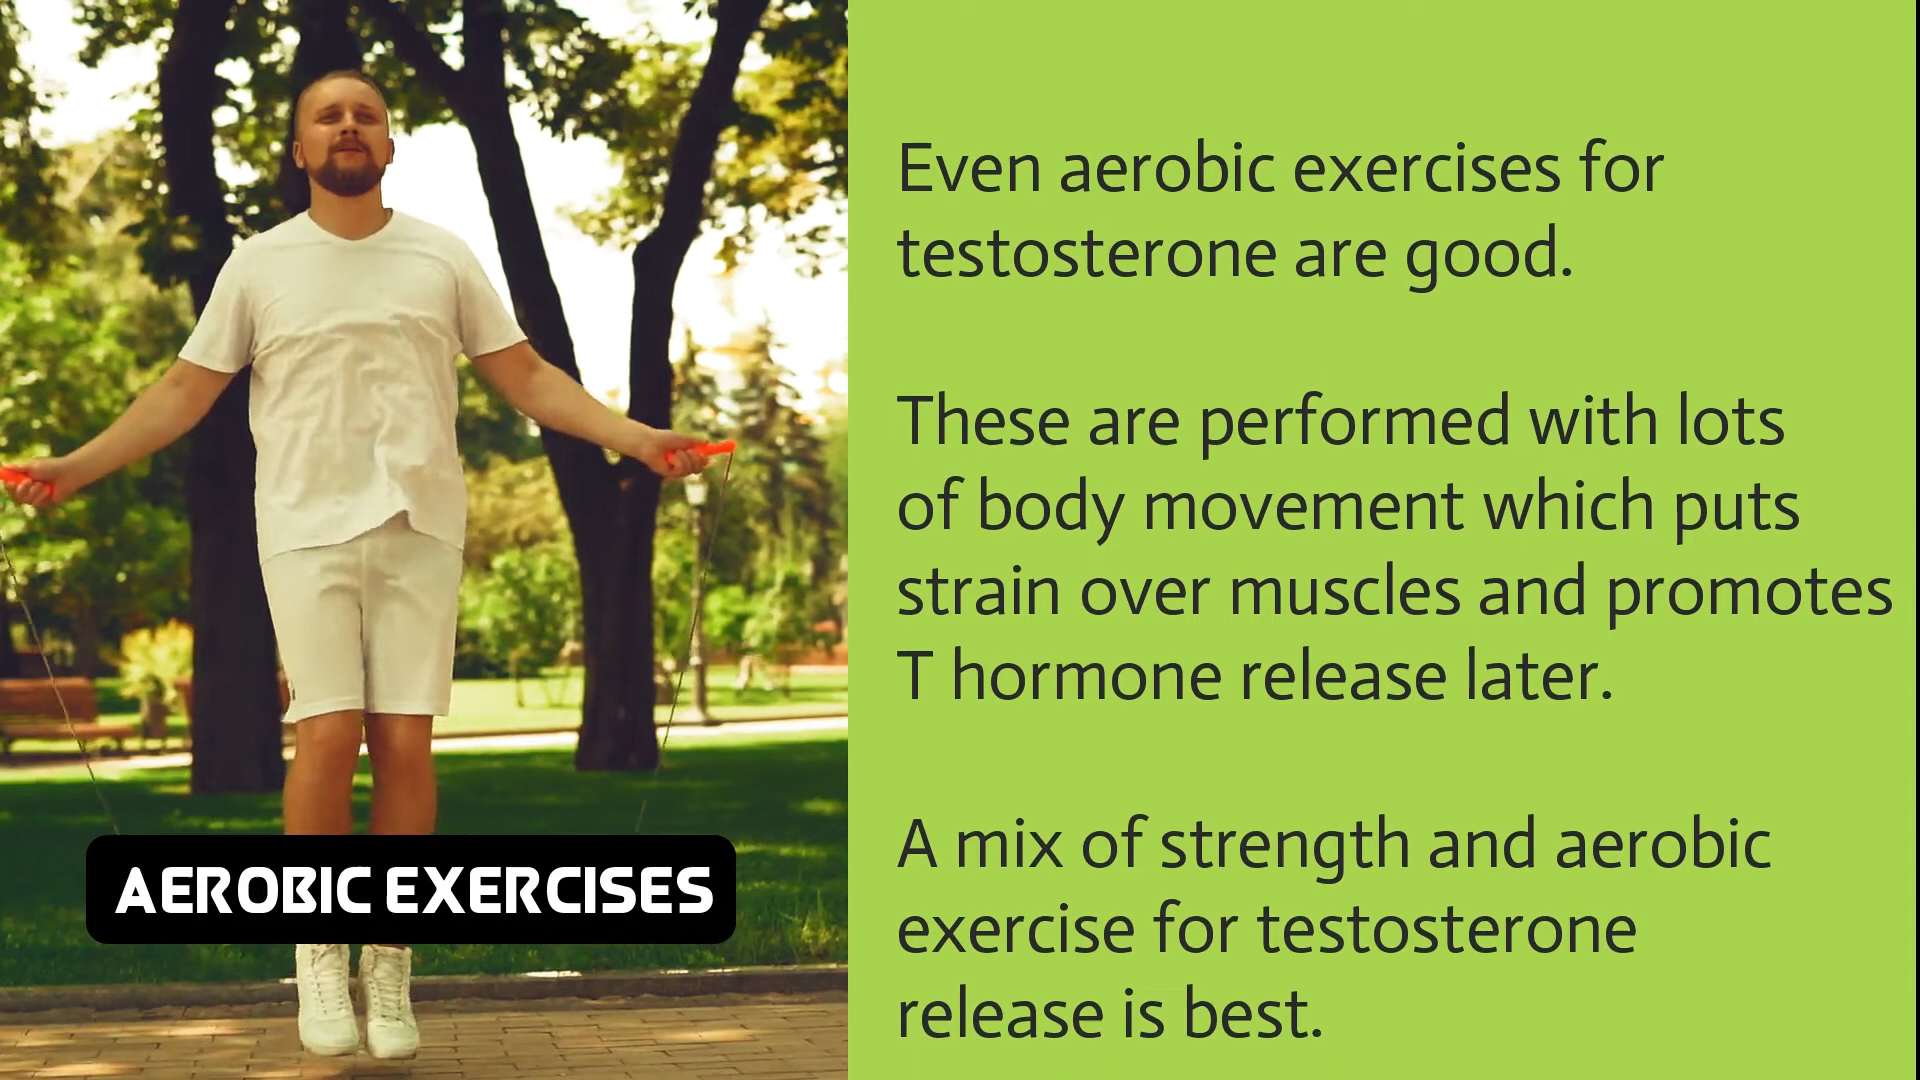 Even aerobic exercises for
testosterone are good.
These are performed with lots
of body movement which puts
strain over muscles and promotes
T hormone release later.
A mix of strength and aerobic
exercise for testosterone
release is best.
AEROBIC EXERCISES